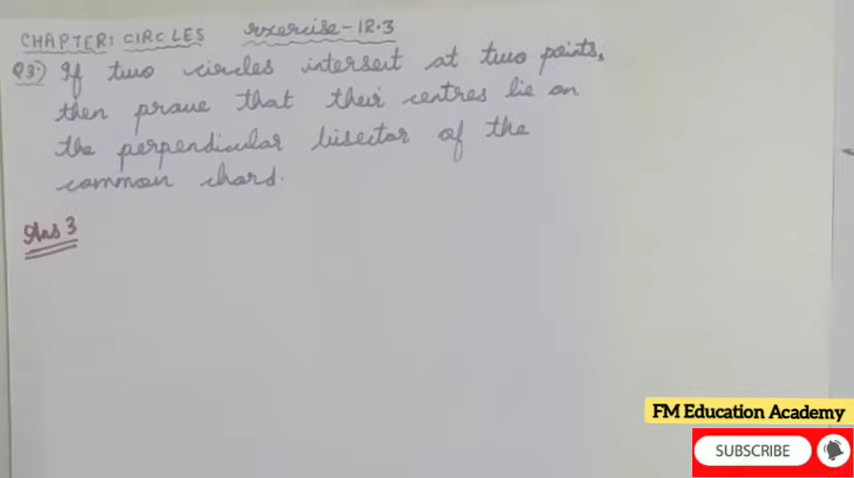 CHAPTER: CIRCLES Exercise-12.3
Q3:) If two circles intersect at two points,
then prove that their centres lie on
the perpendicular bisector of the
common chord.
Ans 3
FM Education Academy
SUBSCRIBE